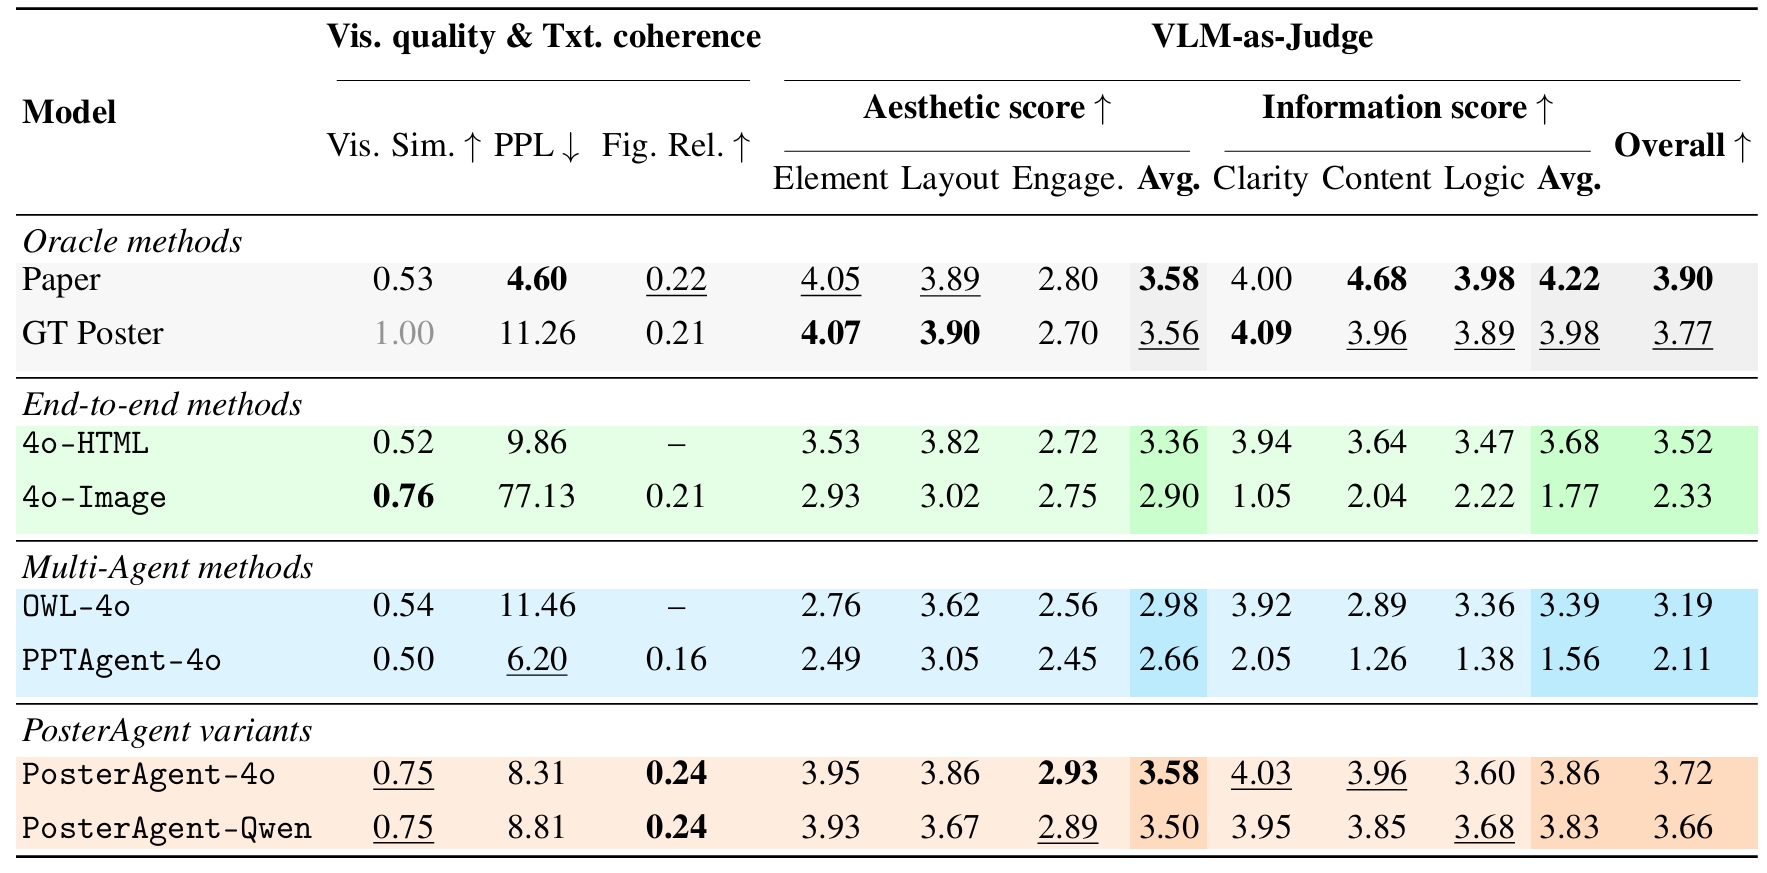 Vis. quality & Txt. coherence VLM-as-Judge
Model Aesthetic score ↑ Information score ↑
Vis. Sim. ↑ PPL ↓ Fig. Rel. ↑ Overall ↑
Element Layout Engage. Avg. Clarity Content Logic Avg.
Oracle methods
Paper 0.53 4.60 0.22 4.05 3.89 2.80 3.58 4.00 4.68 3.98 4.22 3.90
GT Poster 1.00 11.26 0.21 4.07 3.90 2.70 3.56 4.09 3.96 3.89 3.98 3.77
End-to-end methods
4o-HTML 0.52 9.86 – 3.53 3.82 2.72 3.36 3.94 3.64 3.47 3.68 3.52
4o-Image 0.76 77.13 0.21 2.93 3.02 2.75 2.90 1.05 2.04 2.22 1.77 2.33
Multi-Agent methods
OWL-4o 0.54 11.46 – 2.76 3.62 2.56 2.98 3.92 2.89 3.36 3.39 3.19
PPTAgent-4o 0.50 6.20 0.16 2.49 3.05 2.45 2.66 2.05 1.26 1.38 1.56 2.11
PosterAgent variants
PosterAgent-4o 0.75 8.31 0.24 3.95 3.86 2.93 3.58 4.03 3.96 3.60 3.86 3.72
PosterAgent-Qwen 0.75 8.81 0.24 3.93 3.67 2.89 3.50 3.95 3.85 3.68 3.83 3.66